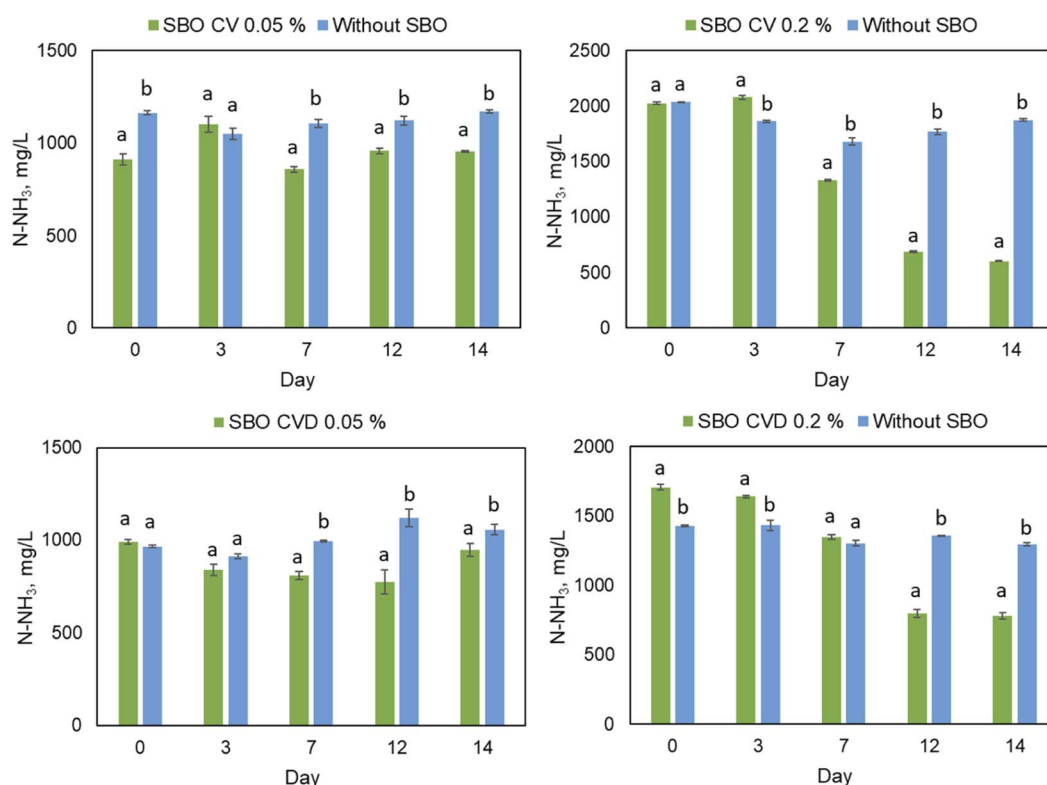 SBO CV 0.05 % Without SBO
1500
1000
500
0
N-NH₃, mg/L
a b a a a b a b a b
0 3 7 12 14
Day
SBO CV 0.2 % Without SBO
2500
2000
1500
1000
500
0
N-NH₃, mg/L
a a a b a b a b a b
0 3 7 12 14
Day
SBO CVD 0.05 % Without SBO
1500
1000
500
0
N-NH₃, mg/L
a a a a a b a b a b
0 3 7 12 14
Day
SBO CVD 0.2 % Without SBO
2000
1500
1000
500
0
N-NH₃, mg/L
a b a b a a a b a b
0 3 7 12 14
Day